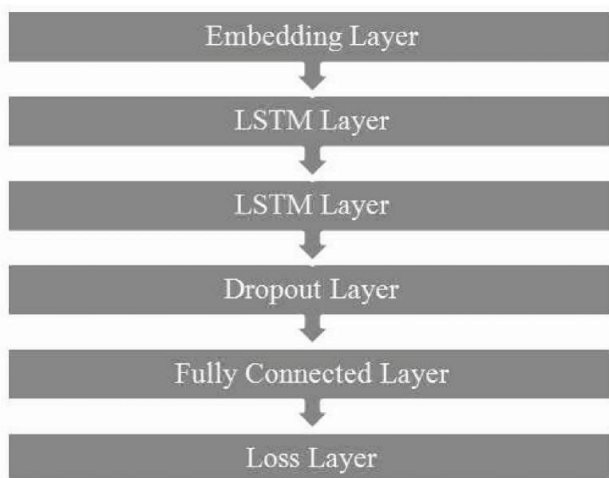 Embedding Layer
LSTM Layer
LSTM Layer
Dropout Layer
Fully Connected Layer
Loss Layer